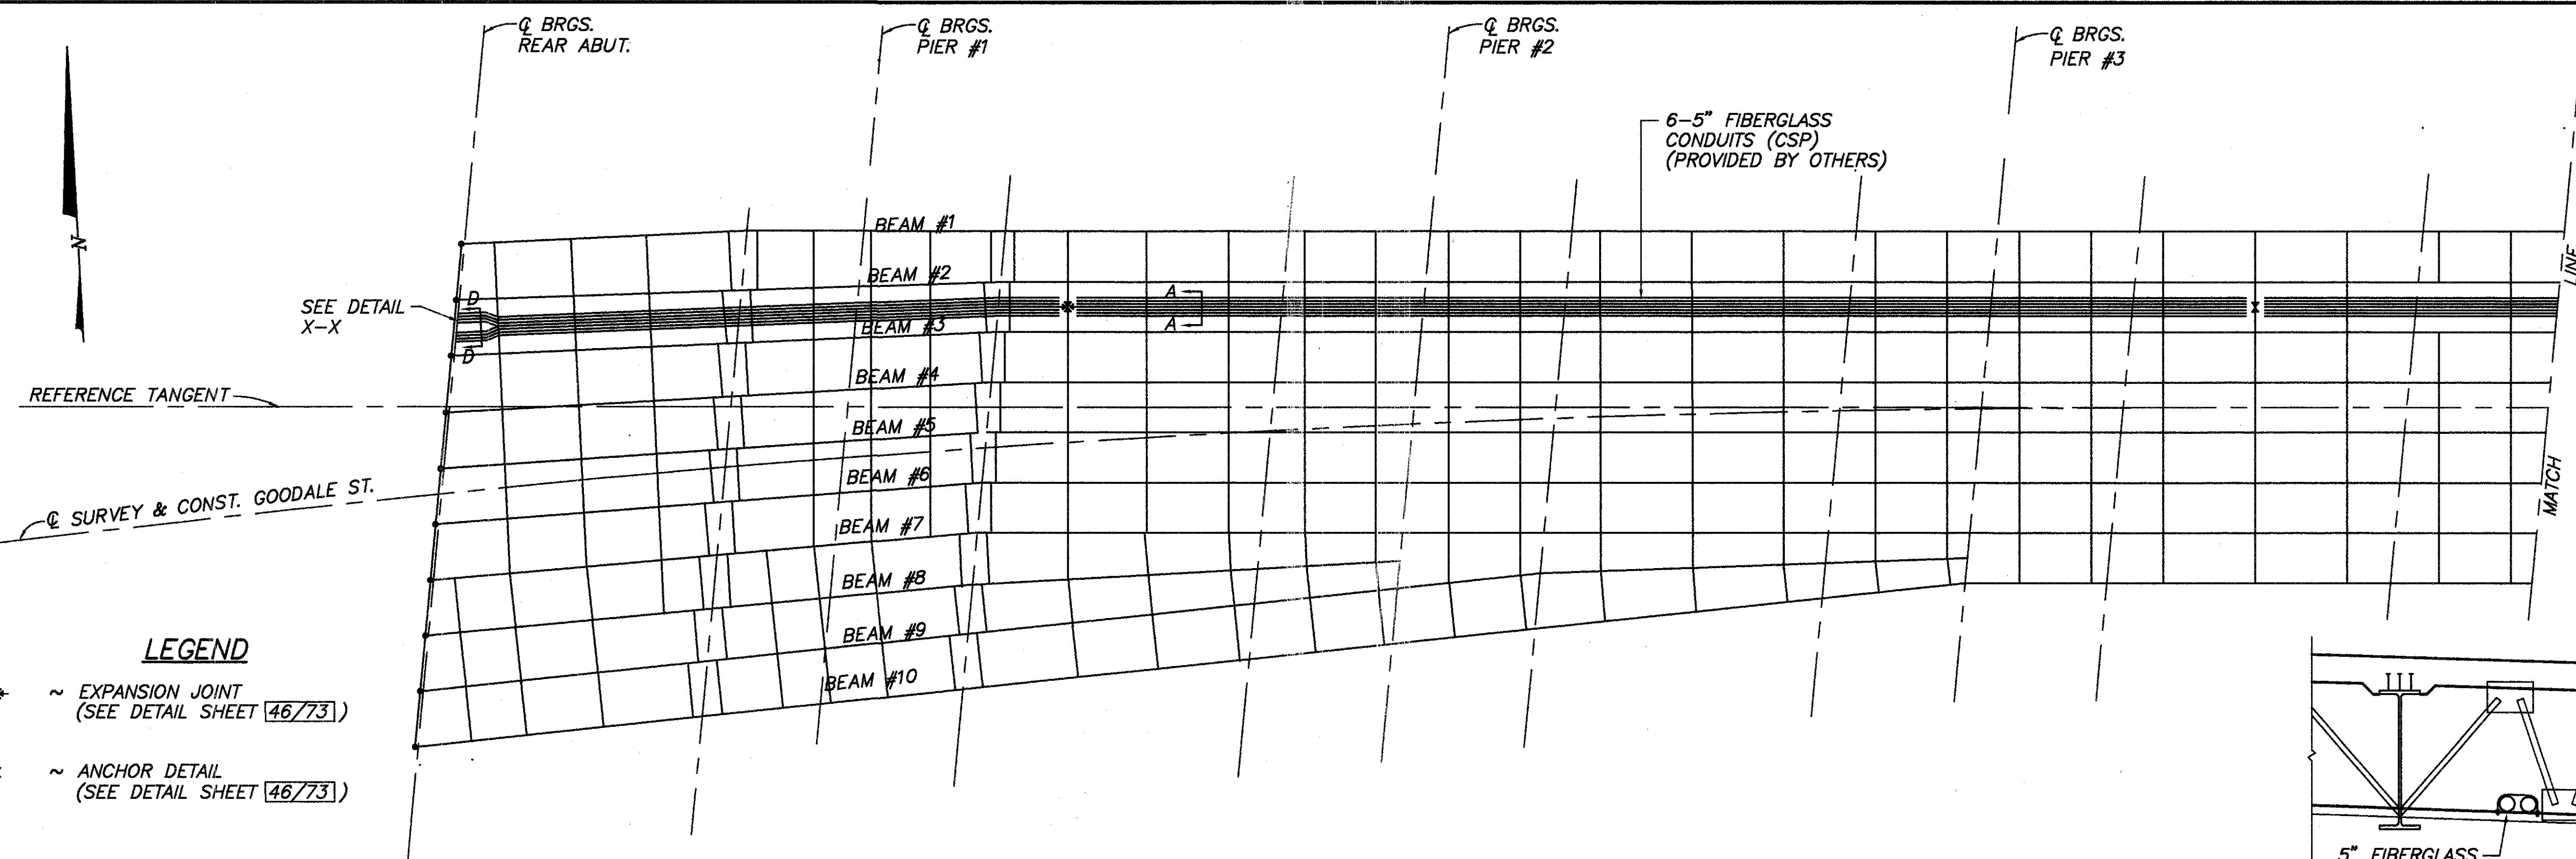 ℄ BRGS.
REAR ABUT.
℄ BRGS.
PIER #1
℄ BRGS.
PIER #2
℄ BRGS.
PIER #3
6-5" FIBERGLASS
CONDUITS (CSP)
(PROVIDED BY OTHERS)
N
BEAM #1
BEAM #2
LINE
SEE DETAIL
X-X
D
D
A
A
BEAM #3
BEAM #4
REFERENCE TANGENT
BEAM #5
BEAM #6
MATCH
℄ SURVEY & CONST. GOODALE ST.
BEAM #7
BEAM #8
BEAM #9
BEAM #10
LEGEND
~ EXPANSION JOINT
(SEE DETAIL SHEET 46/73)
~ ANCHOR DETAIL
(SEE DETAIL SHEET 46/73)
5" FIBERGLASS